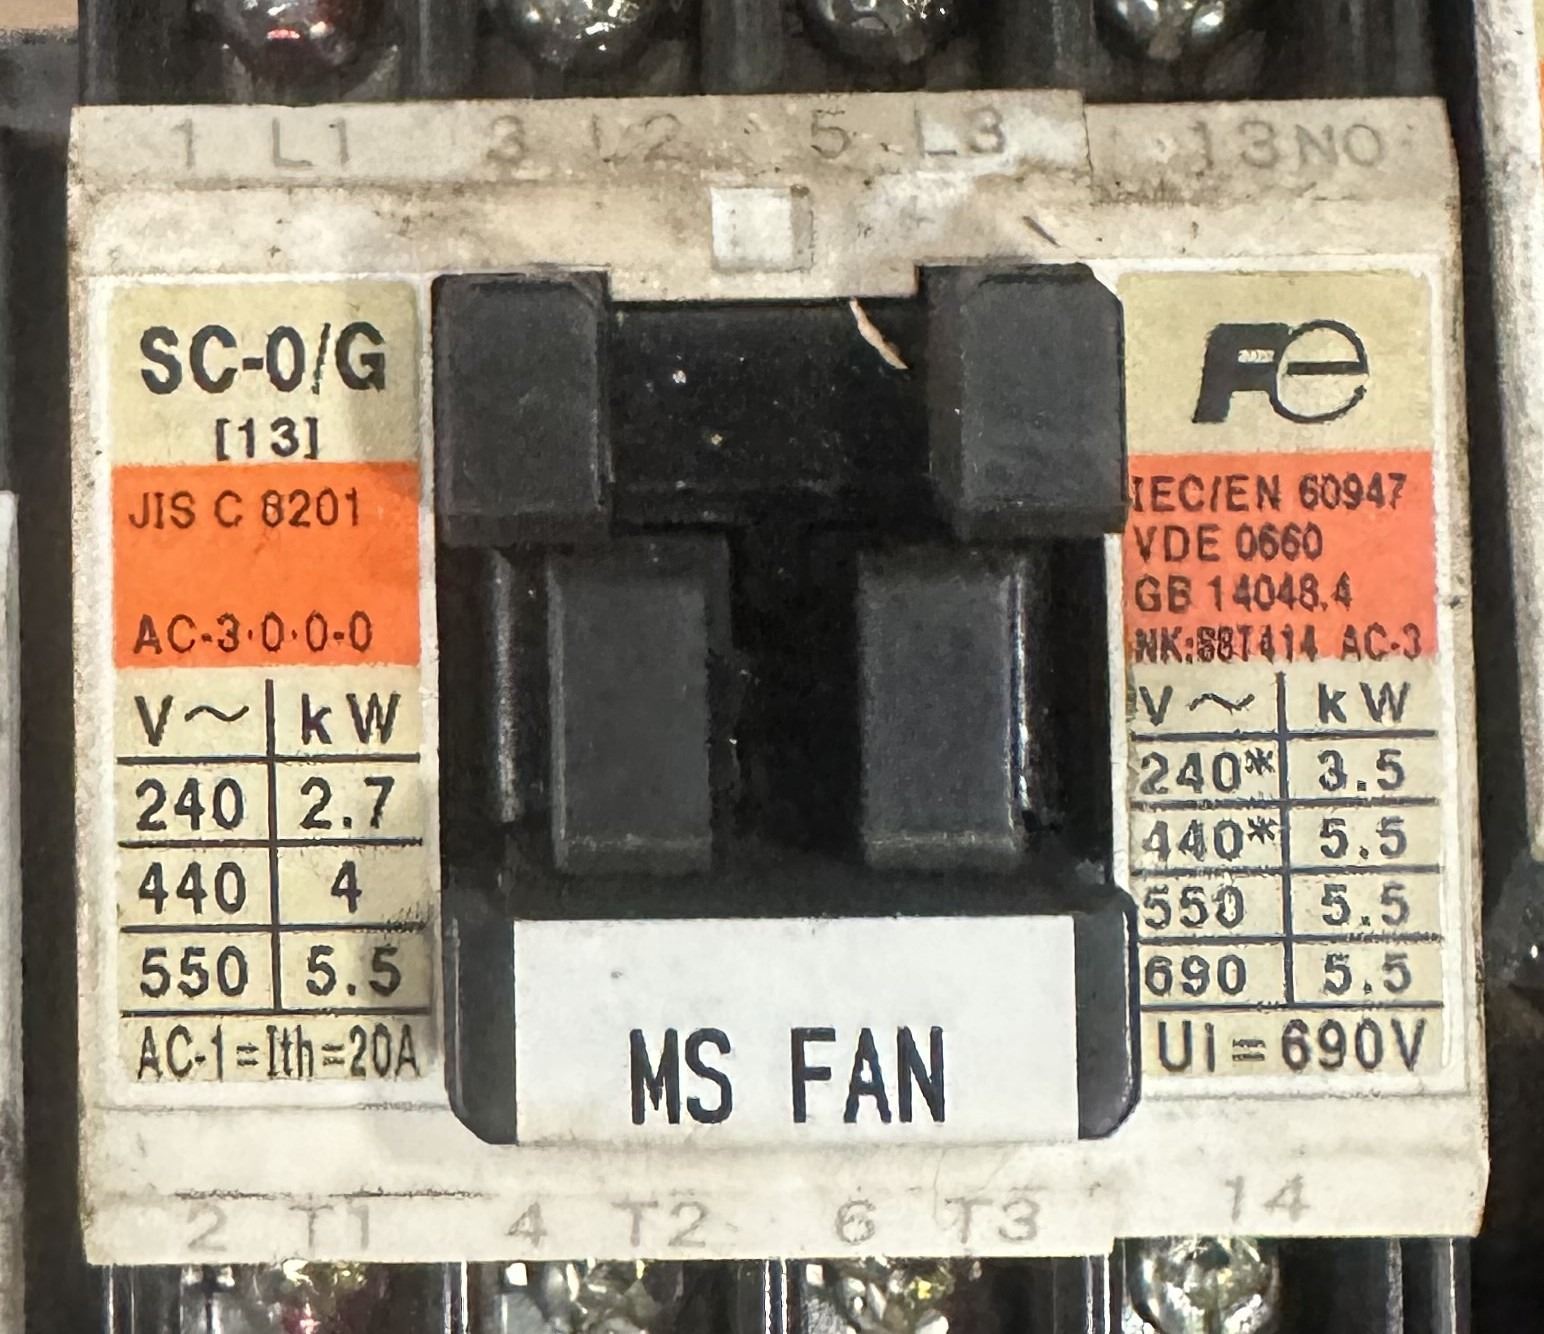 1 L1 3 L2 5 L3 13NO
SC-0/G
[13]
JIS C 8201
AC-3·0·0-0
V~ kW
240 2.7
440 4
550 5.5
AC-1=Ith=20A
Fe
IEC/EN 60947
VDE 0660
GB 14048.4
NK:88T414 AC-3
V~ kW
240* 3.5
440* 5.5
550 5.5
690 5.5
Ui=690V
MS FAN
2 T1 4 T2 6 T3 14